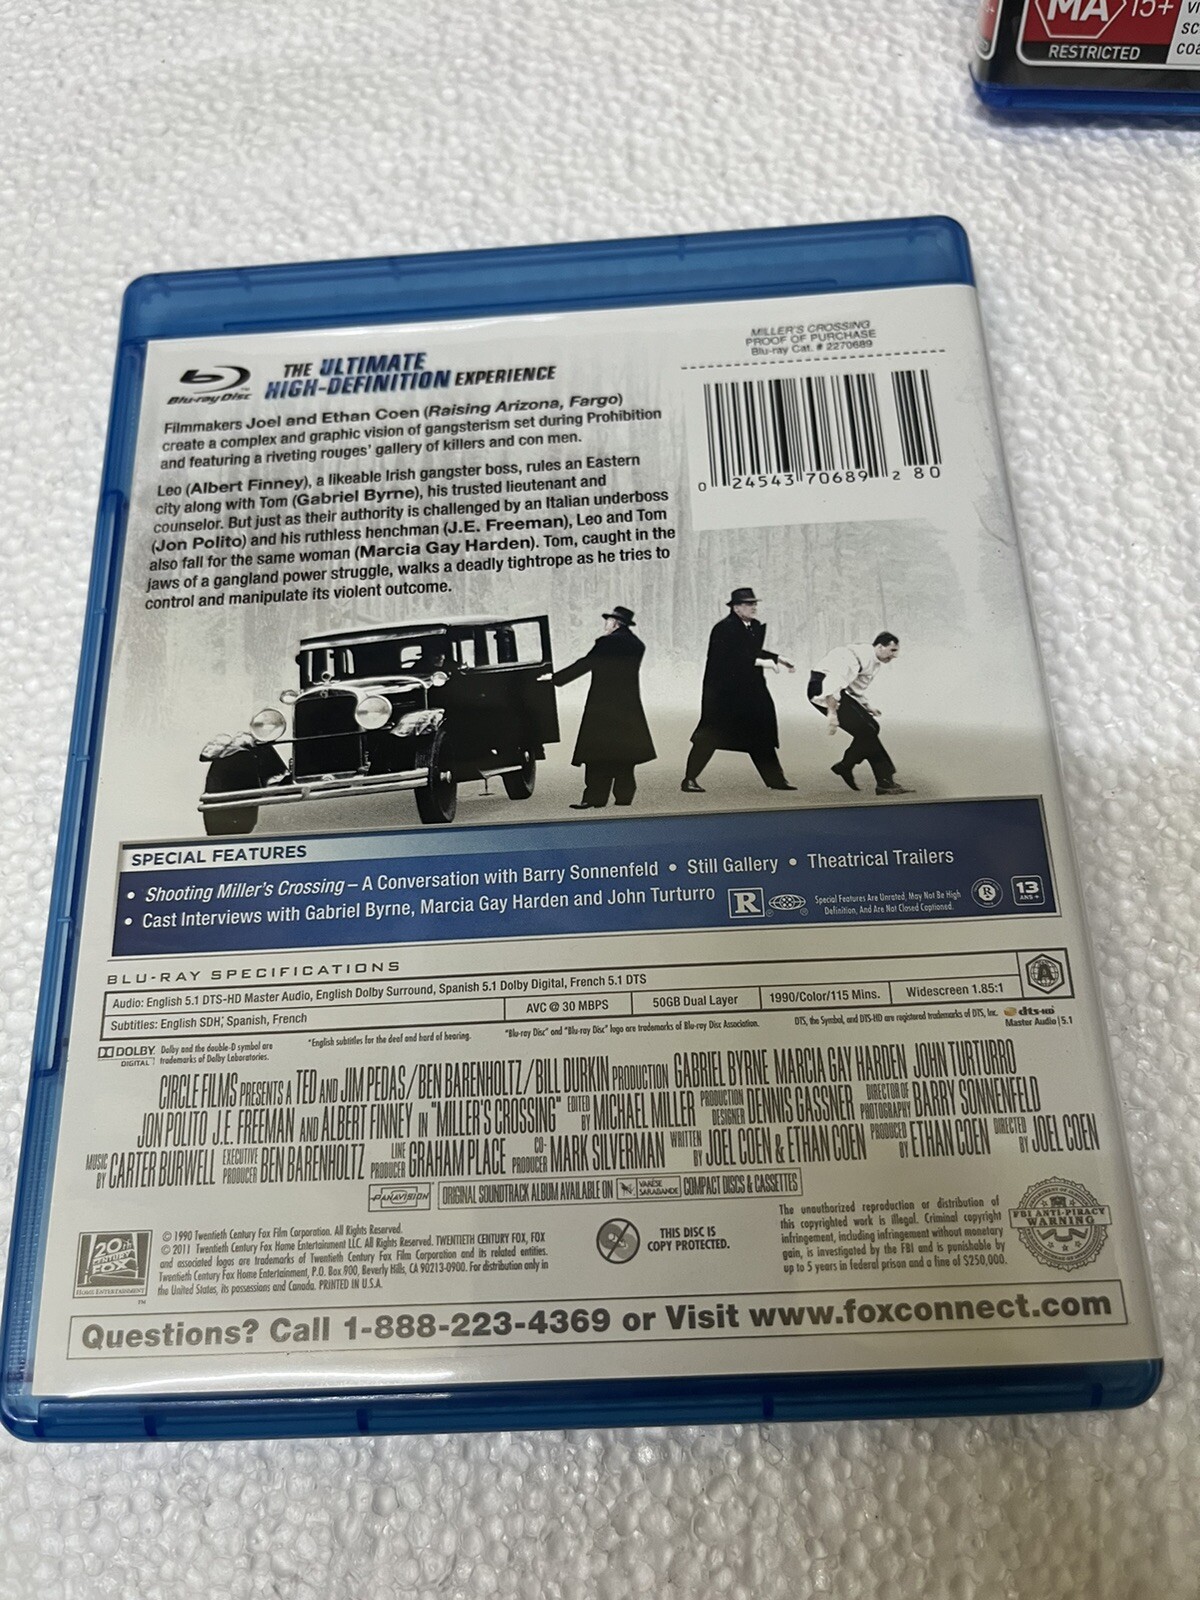 MA 15+
RESTRICTED
MILLER'S CROSSING
PROOF OF PURCHASE
Blu-ray Cat. # 2270689
Blu-ray Disc™
THE ULTIMATE
HIGH-DEFINITION EXPERIENCE
Filmmakers Joel and Ethan Coen (Raising Arizona, Fargo)
create a complex and graphic vision of gangsterism set during Prohibition
and featuring a riveting rouges' gallery of killers and con men.
0 24543 70689 2 80
Leo (Albert Finney), a likeable Irish gangster boss, rules an Eastern
city along with Tom (Gabriel Byrne), his trusted lieutenant and
counselor. But just as their authority is challenged by an Italian underboss
(Jon Polito) and his ruthless henchman (J.E. Freeman), Leo and Tom
also fall for the same woman (Marcia Gay Harden). Tom, caught in the
jaws of a gangland power struggle, walks a deadly tightrope as he tries to
control and manipulate its violent outcome.
SPECIAL FEATURES
• Shooting Miller's Crossing – A Conversation with Barry Sonnenfeld • Still Gallery • Theatrical Trailers
• Cast Interviews with Gabriel Byrne, Marcia Gay Harden and John Turturro
R
Special Features Are Unrated, May Not Be High
Definition, And Are Not Closed Captioned.
R
13
ANS +
BLU-RAY SPECIFICATIONS
Audio: English 5.1 DTS-HD Master Audio, English Dolby Surround, Spanish 5.1 Dolby Digital, French 5.1 DTS
A
Subtitles: English SDH*, Spanish, French
AVC @ 30 MBPS
50GB Dual Layer
1990/Color/115 Mins.
Widescreen 1.85:1
DOLBY DIGITAL
Dolby and the double-D symbol are
trademarks of Dolby Laboratories.
*English subtitles for the deaf and hard of hearing.
"Blu-ray Disc" and "Blu-ray Disc" logo are trademarks of Blu-ray Disc Association.
DTS, the Symbol, and DTS-HD are registered trademarks of DTS, Inc.
dts-HD
Master Audio | 5.1
CIRCLE FILMS PRESENTS A TED AND JIM PEDAS/BEN BARENHOLTZ/BILL DURKIN PRODUCTION GABRIEL BYRNE MARCIA GAY HARDEN JOHN TURTURRO
JON POLITO J.E. FREEMAN AND ALBERT FINNEY IN "MILLER'S CROSSING" EDITED BY MICHAEL MILLER PRODUCTION DESIGNER DENNIS GASSNER DIRECTOR OF PHOTOGRAPHY BARRY SONNENFELD
MUSIC BY CARTER BURWELL EXECUTIVE PRODUCER BEN BARENHOLTZ LINE PRODUCER GRAHAM PLACE CO-PRODUCER MARK SILVERMAN WRITTEN BY JOEL COEN & ETHAN COEN PRODUCED BY ETHAN COEN DIRECTED BY JOEL COEN
PANAVISION
ORIGINAL SOUNDTRACK ALBUM AVAILABLE ON VARÈSE SARABANDE COMPACT DISCS & CASSETTES
20th CENTURY FOX
HOME ENTERTAINMENT
TM
© 1990 Twentieth Century Fox Film Corporation. All Rights Reserved.
© 2011 Twentieth Century Fox Home Entertainment LLC. All Rights Reserved. TWENTIETH CENTURY FOX, FOX
and associated logos are trademarks of Twentieth Century Fox Film Corporation and its related entities.
Twentieth Century Fox Home Entertainment, P.O. Box 900, Beverly Hills, CA 90213-0900. For distribution only in
the United States, its possessions and Canada. PRINTED IN U.S.A.
THIS DISC IS
COPY PROTECTED.
The unauthorized reproduction or distribution of
this copyrighted work is illegal. Criminal copyright
infringement, including infringement without monetary
gain, is investigated by the FBI and is punishable by
up to 5 years in federal prison and a fine of $250,000.
FBI ANTI-PIRACY
WARNING
Questions? Call 1-888-223-4369 or Visit www.foxconnect.com